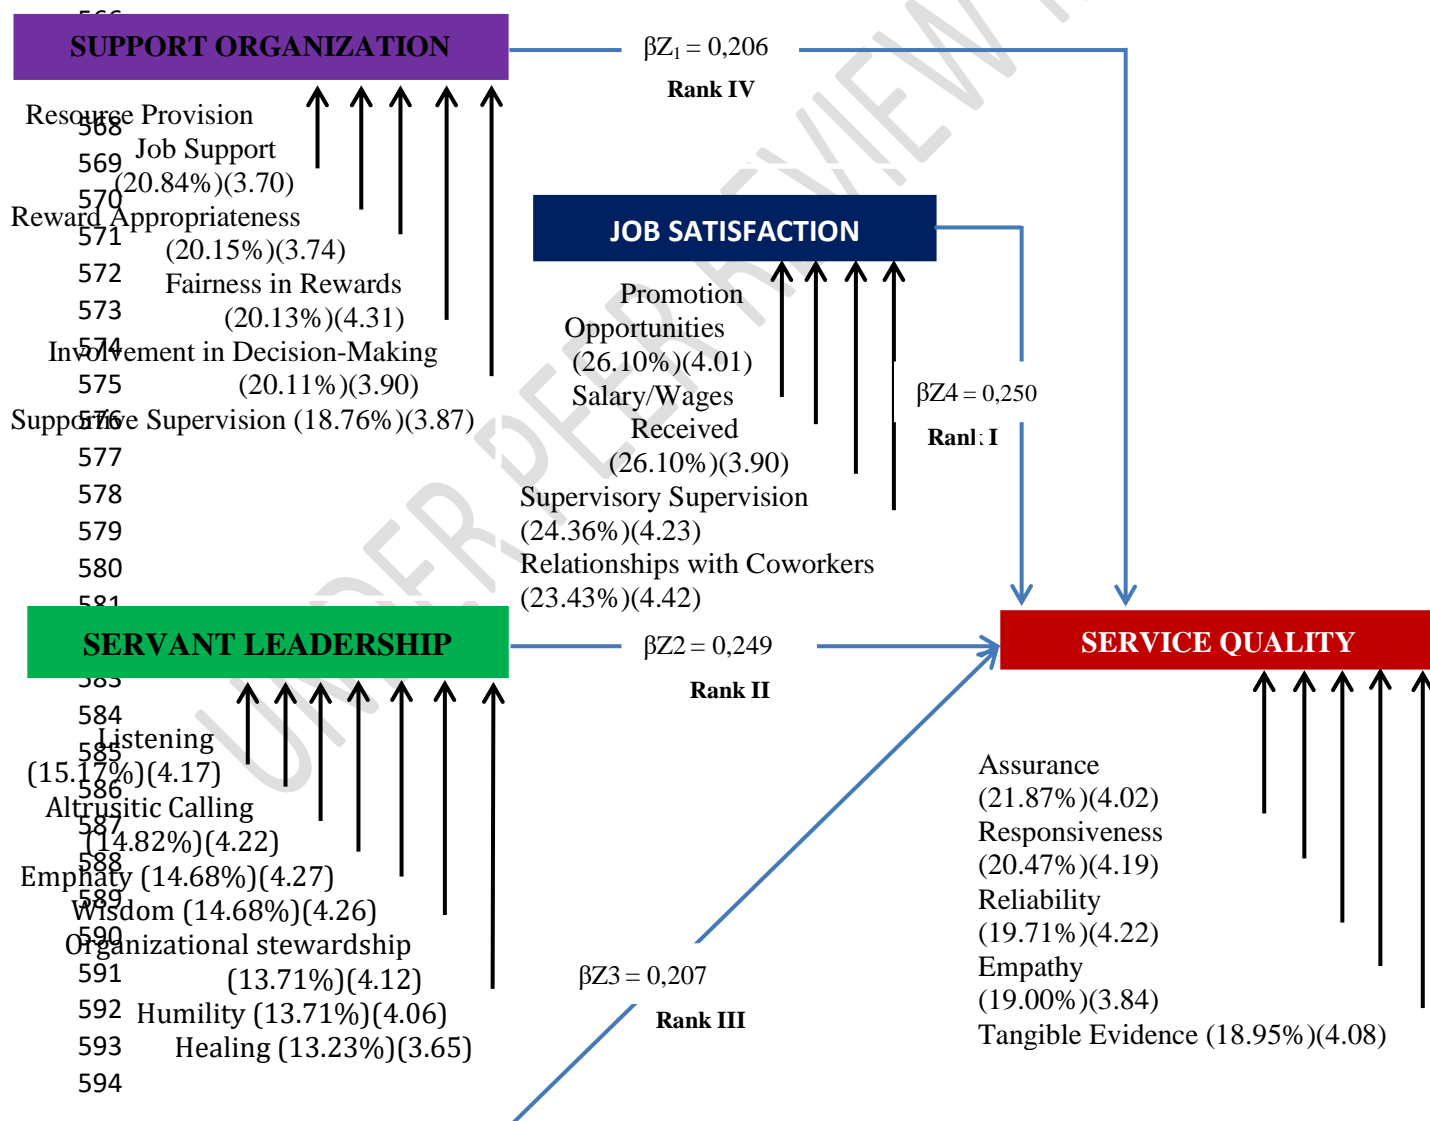 566
SUPPORT ORGANIZATION
βZ₁ = 0,206
Rank IV
Resource Provision
568
Job Support
569
(20.84%)(3.70)
570
Reward Appropriateness
571
(20.15%)(3.74)
572
Fairness in Rewards
573
(20.13%)(4.31)
574
Involvement in Decision-Making
575
(20.11%)(3.90)
576
Supportive Supervision (18.76%)(3.87)
577
578
579
580
581
JOB SATISFACTION
Promotion
Opportunities
(26.10%)(4.01)
Salary/Wages
Received
(26.10%)(3.90)
Supervisory Supervision
(24.36%)(4.23)
Relationships with Coworkers
(23.43%)(4.42)
βZ4 = 0,250
Rank I
SERVANT LEADERSHIP
βZ2 = 0,249
Rank II
SERVICE QUALITY
583
584
Listening
585
(15.17%)(4.17)
586
Altrusitic Calling
587
(14.82%)(4.22)
588
Emphaty (14.68%)(4.27)
589
Wisdom (14.68%)(4.26)
590
Organizational stewardship
591
(13.71%)(4.12)
592
Humility (13.71%)(4.06)
593
Healing (13.23%)(3.65)
594
βZ3 = 0,207
Rank III
Assurance
(21.87%)(4.02)
Responsiveness
(20.47%)(4.19)
Reliability
(19.71%)(4.22)
Empathy
(19.00%)(3.84)
Tangible Evidence (18.95%)(4.08)
UNDER PEER REVIEW